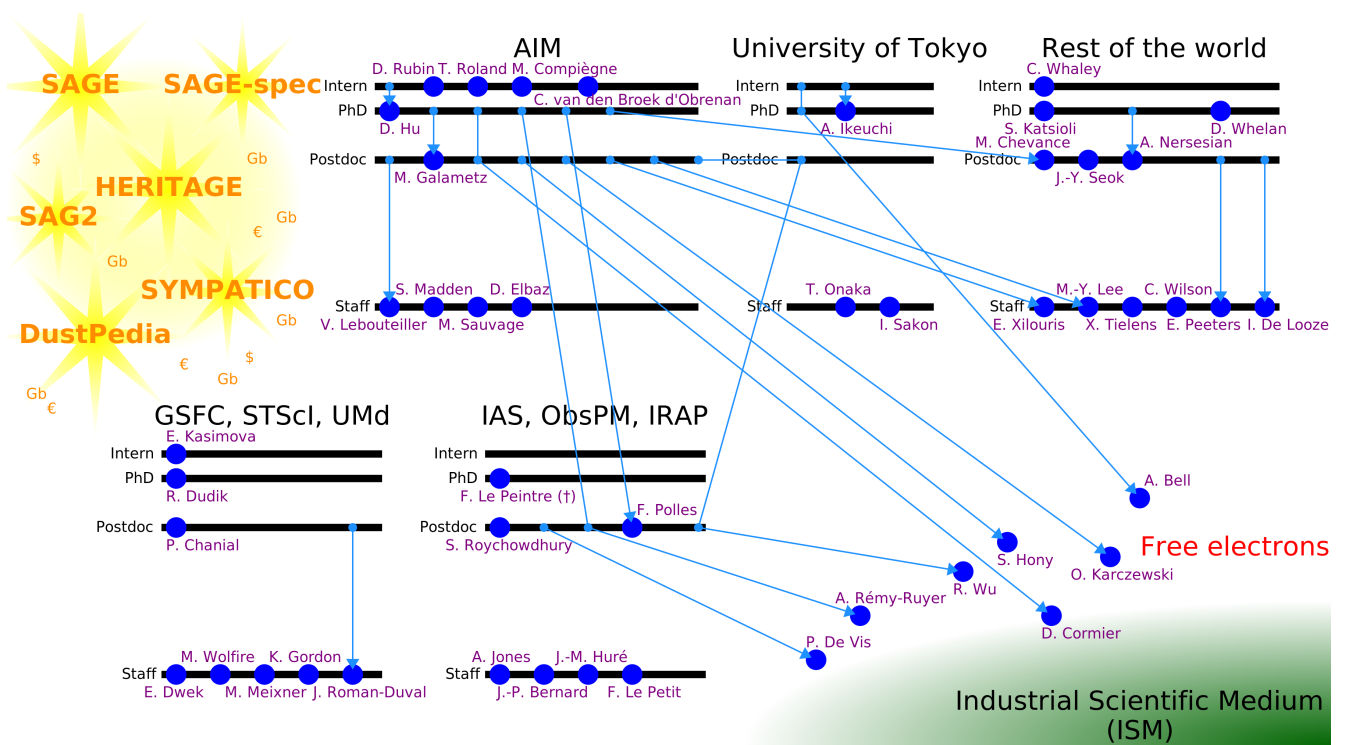 AIM
University of Tokyo
Rest of the world
SAGE
SAGE-spec
HERITAGE
SAG2
SYMPATICO
DustPedia
$
Gb
Gb
€
Gb
Gb
€
$
Gb
Gb
€
Intern
D. Rubin
T. Roland
M. Compiègne
PhD
C. van den Broek d'Obrenan
D. Hu
Postdoc
M. Galametz
Staff
S. Madden
D. Elbaz
V. Lebouteiller
M. Sauvage
Intern
PhD
A. Ikeuchi
Postdoc
Staff
T. Onaka
I. Sakon
Intern
C. Whaley
PhD
S. Katsioli
D. Whelan
Postdoc
M. Chevance
A. Nersesian
J.-Y. Seok
Staff
M.-Y. Lee
C. Wilson
E. Xilouris
X. Tielens
E. Peeters
I. De Looze
GSFC, STScI, UMd
Intern
E. Kasimova
PhD
R. Dudik
Postdoc
P. Chanial
Staff
M. Wolfire
K. Gordon
E. Dwek
M. Meixner
J. Roman-Duval
IAS, ObsPM, IRAP
Intern
PhD
F. Le Peintre (†)
Postdoc
F. Polles
S. Roychowdhury
Staff
A. Jones
J.-M. Huré
J.-P. Bernard
F. Le Petit
A. Bell
Free electrons
S. Hony
O. Karczewski
R. Wu
A. Rémy-Ruyer
D. Cormier
P. De Vis
Industrial Scientific Medium
(ISM)